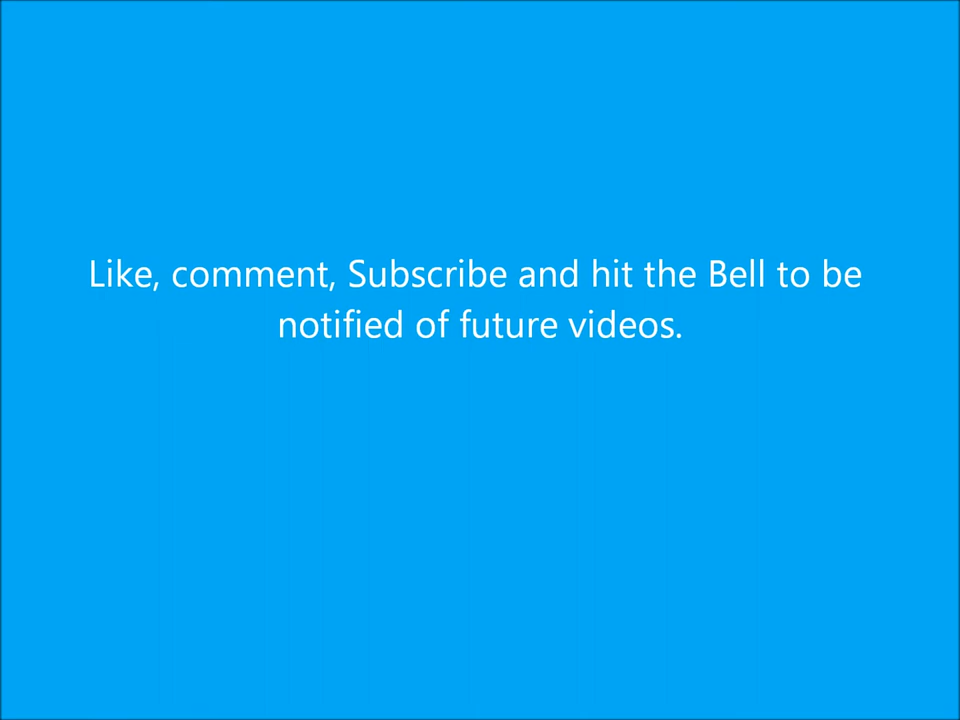 Like, comment, Subscribe and hit the Bell to be
notified of future videos.